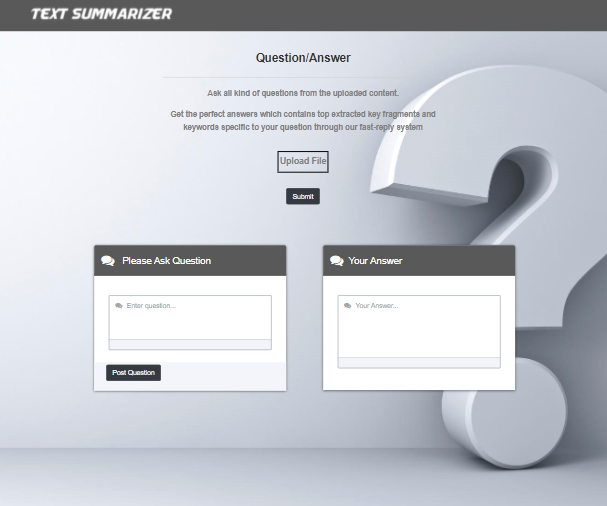 TEXT SUMMARIZER
Question/Answer
Ask all kind of questions from the uploaded content.
Get the perfect answers which contains top extracted key fragments and
keywords specific to your question through our fast-reply system
Upload File
Submit
Please Ask Question
Enter question...
Post Question
Your Answer
Your Answer...